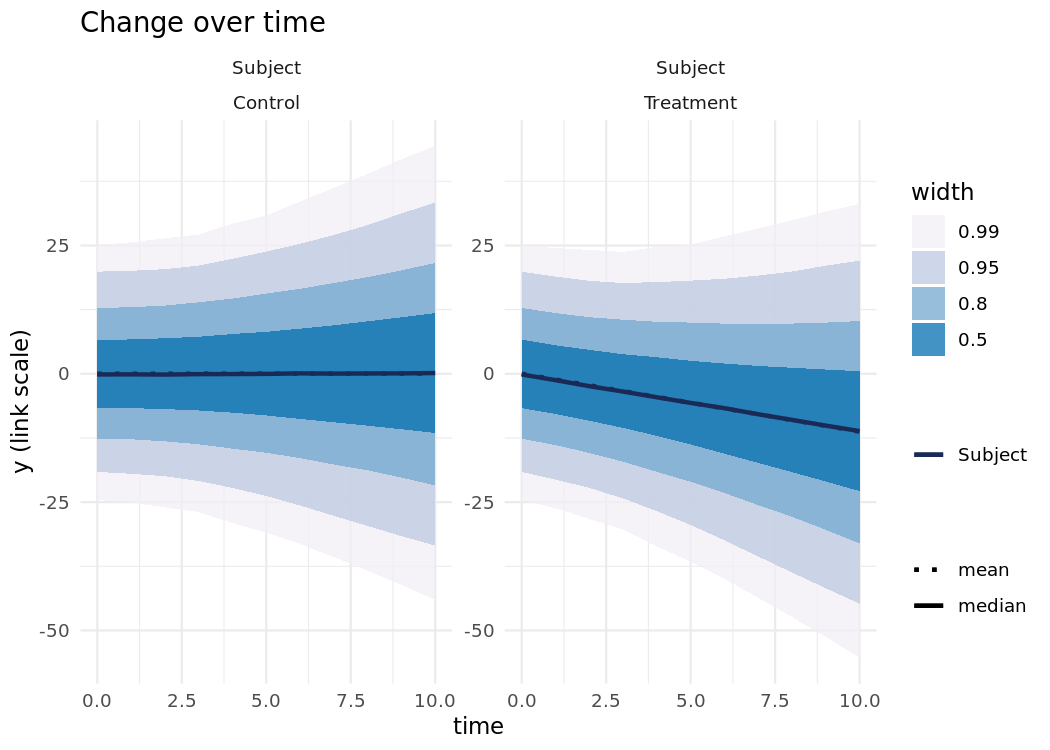 Change over time
Subject
Control
Subject
Treatment
y (link scale)
25
0
-25
-50
25
0
-25
-50
0.0
2.5
5.0
7.5
10.0
0.0
2.5
5.0
7.5
10.0
time
width
0.99
0.95
0.8
0.5
Subject
mean
median